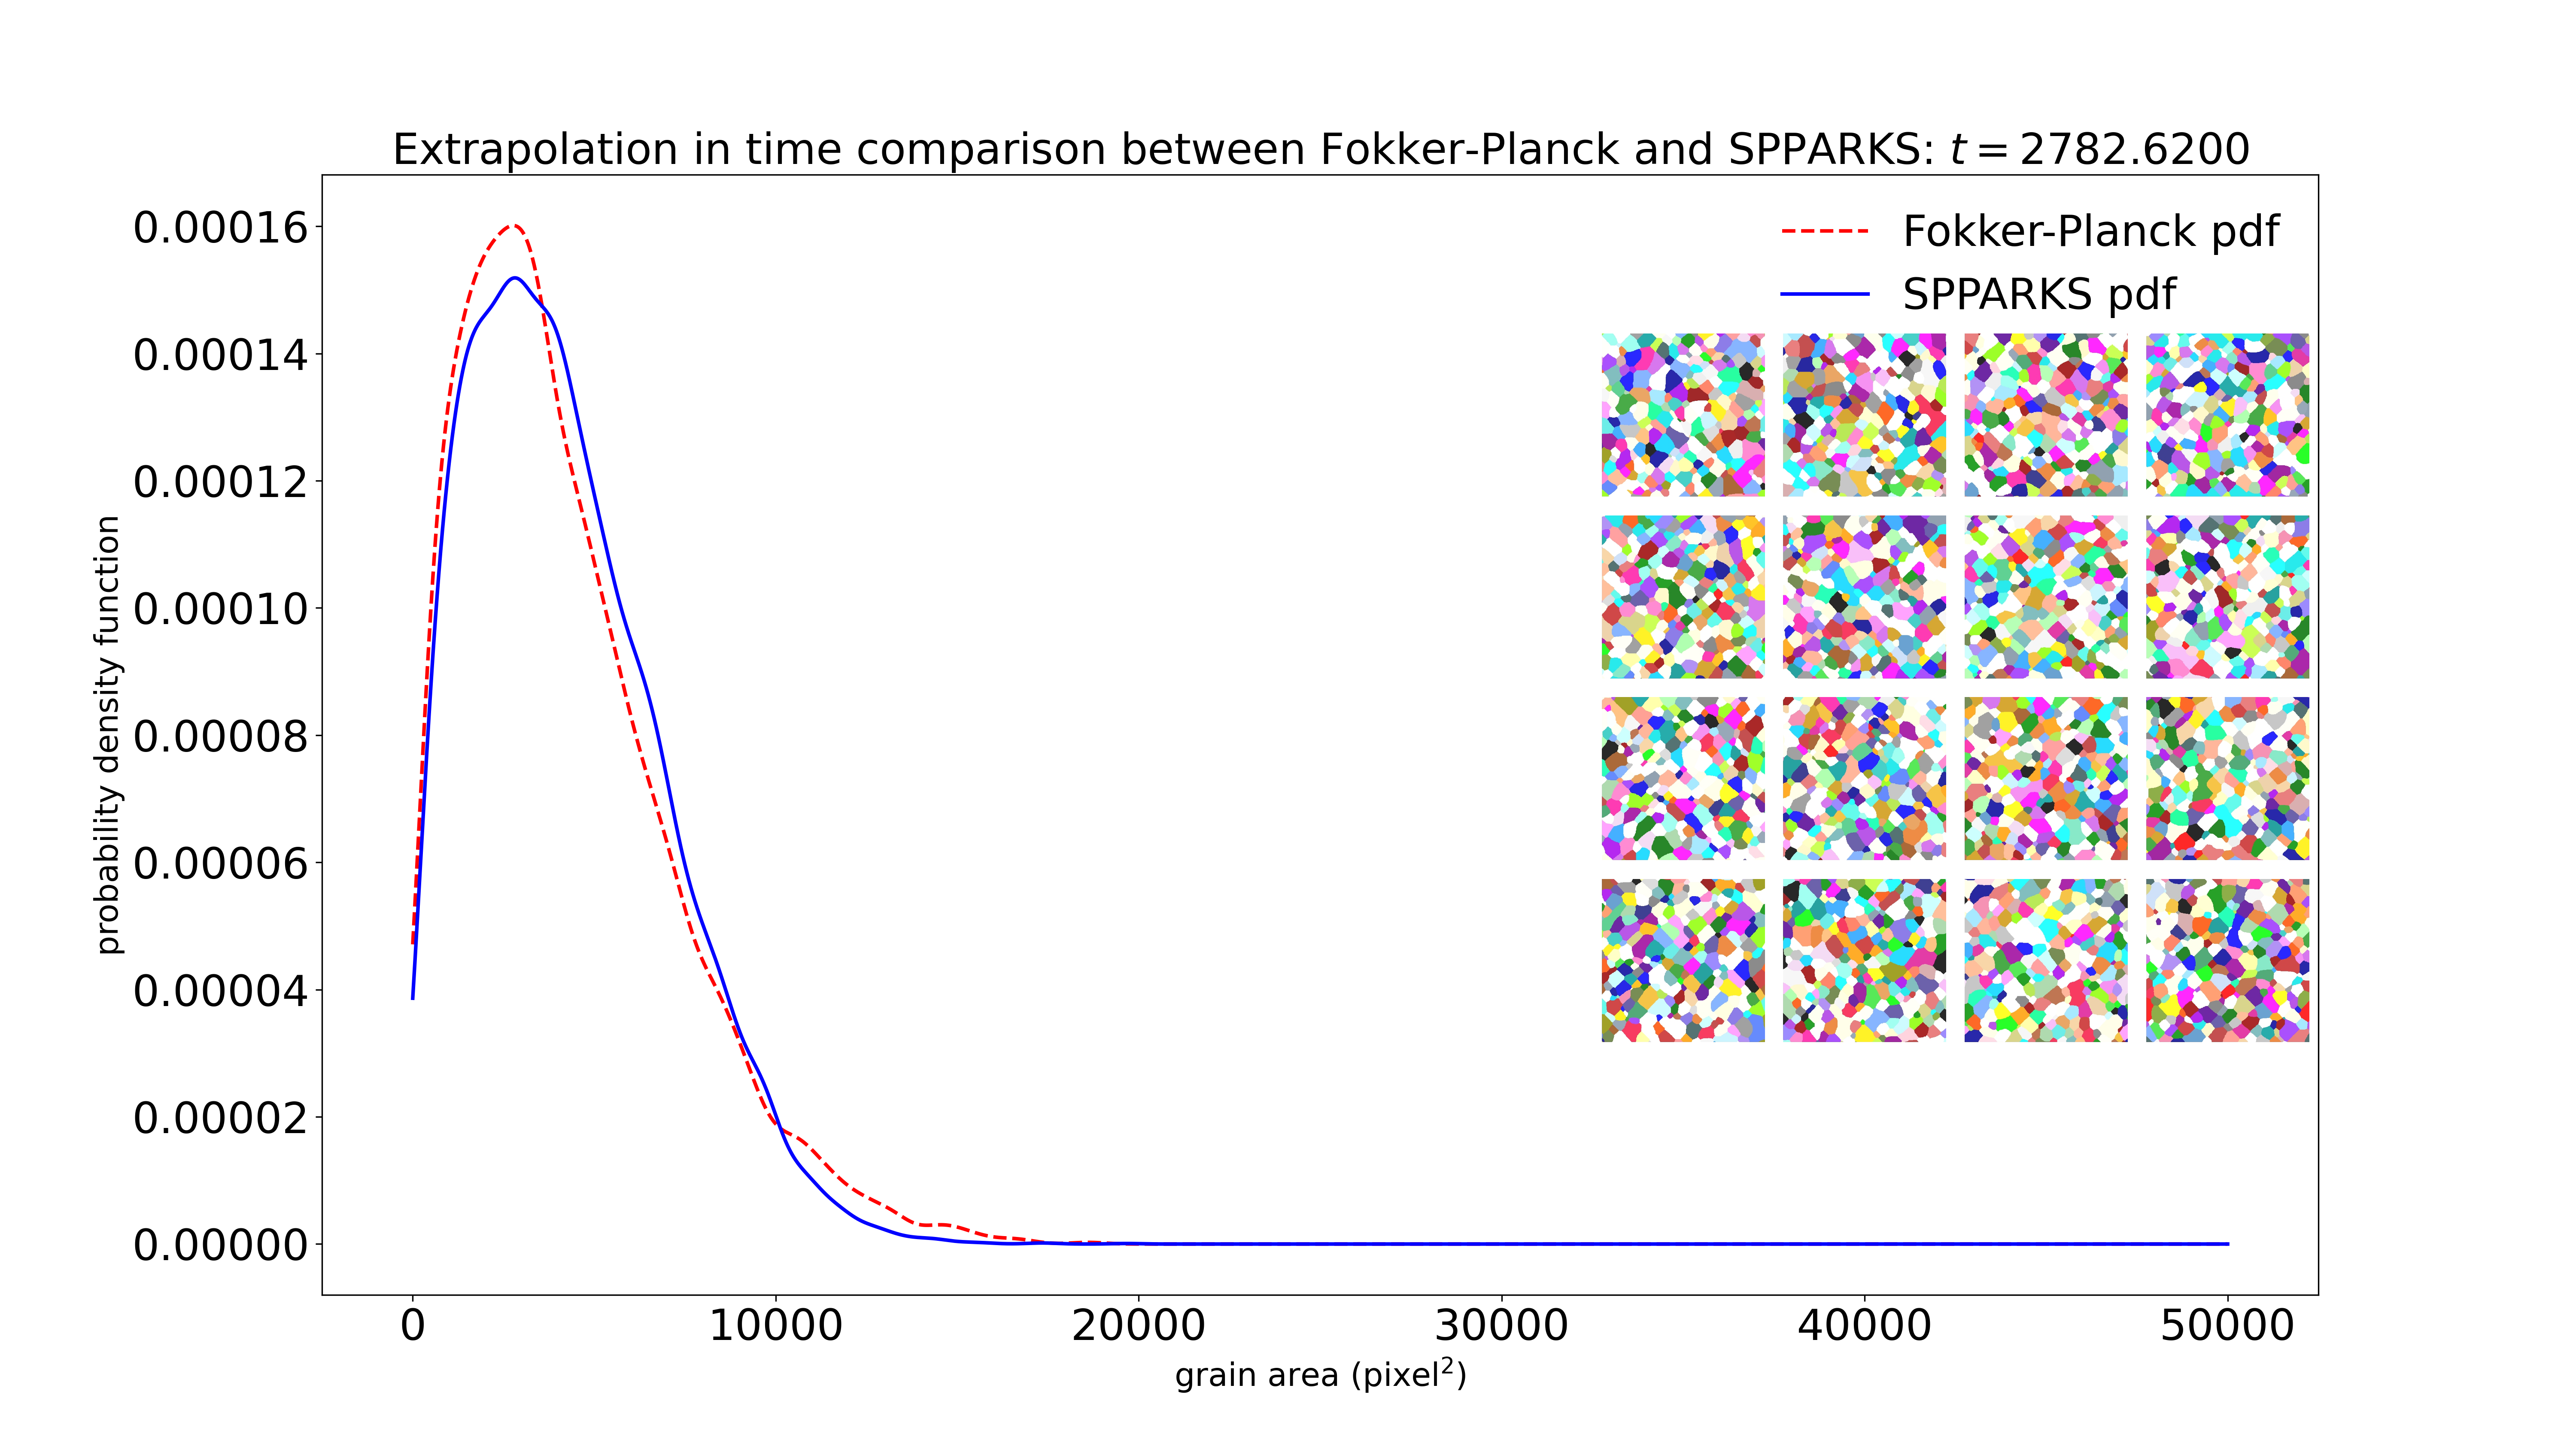 Extrapolation in time comparison between Fokker-Planck and SPPARKS: t = 2782.6200
Fokker-Planck pdf
SPPARKS pdf
probability density function
0.00016
0.00014
0.00012
0.00010
0.00008
0.00006
0.00004
0.00002
0.00000
0 10000 20000 30000 40000 50000
grain area (pixel²)